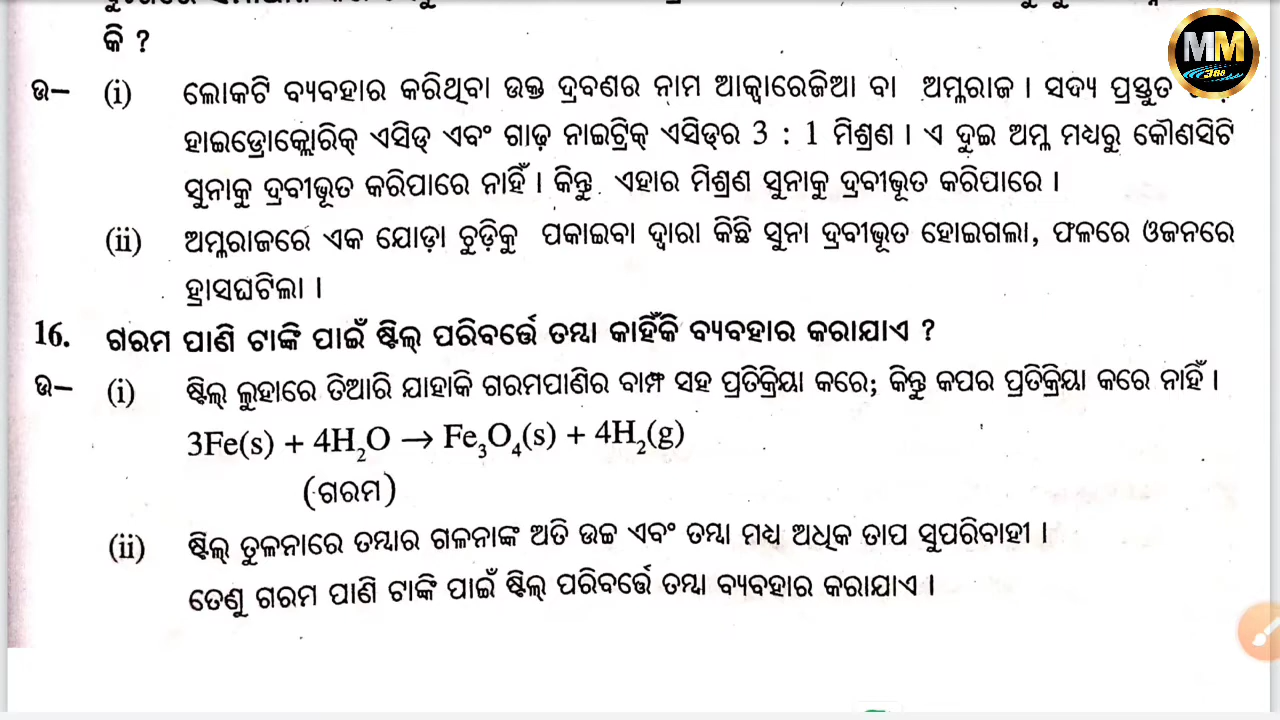 କି ?
ଉ– (i) ଲୋକଟି ବ୍ୟବହାର କରିଥିବା ଉକ୍ତ ଦ୍ରବଣର ନାମ ଆକ୍ୱାରେଜିଆ ବା ଅମ୍ଳରାଜ । ସଦ୍ୟ ପ୍ରସ୍ତୁତ
ହାଇଡ୍ରୋକ୍ଲୋରିକ୍ ଏସିଡ୍ ଏବଂ ଗାଢ଼ ନାଇଟ୍ରିକ୍ ଏସିଡ୍‌ର 3 : 1 ମିଶ୍ରଣ । ଏ ଦୁଇ ଅମ୍ଳ ମଧ୍ୟରୁ କୌଣସିଟି
ସୁନାକୁ ଦ୍ରବୀଭୂତ କରିପାରେ ନାହିଁ । କିନ୍ତୁ ଏହାର ମିଶ୍ରଣ ସୁନାକୁ ଦ୍ରବୀଭୂତ କରିପାରେ ।
(ii) ଅମ୍ଳରାଜରେ ଏକ ଯୋଡ଼ା ଚୁଡ଼ିକୁ ପକାଇବା ଦ୍ୱାରା କିଛି ସୁନା ଦ୍ରବୀଭୂତ ହୋଇଗଲା, ଫଳରେ ଓଜନରେ
ହ୍ରାସଘଟିଲା ।
16. ଗରମ ପାଣି ଟାଙ୍କି ପାଇଁ ଷ୍ଟିଲ୍ ପରିବର୍ତ୍ତେ ତମ୍ବା କାହିଁକି ବ୍ୟବହାର କରାଯାଏ ?
ଉ– (i) ଷ୍ଟିଲ୍ ଲୁହାରେ ତିଆରି ଯାହାକି ଗରମପାଣିର ବାମ୍ଫ ସହ ପ୍ରତିକ୍ରିୟା କରେ; କିନ୍ତୁ କପର ପ୍ରତିକ୍ରିୟା କରେ ନାହିଁ ।
3Fe(s) + 4H₂O → Fe₃O₄(s) + 4H₂(g)
(ଗରମ)
(ii) ଷ୍ଟିଲ୍ ତୁଳନାରେ ତମ୍ବାର ଗଳନାଙ୍କ ଅତି ଉଚ୍ଚ ଏବଂ ତମ୍ବା ମଧ୍ୟ ଅଧିକ ତାପ ସୁପରିବାହୀ ।
ତେଣୁ ଗରମ ପାଣି ଟାଙ୍କି ପାଇଁ ଷ୍ଟିଲ୍ ପରିବର୍ତ୍ତେ ତମ୍ବା ବ୍ୟବହାର କରାଯାଏ ।
MM
360